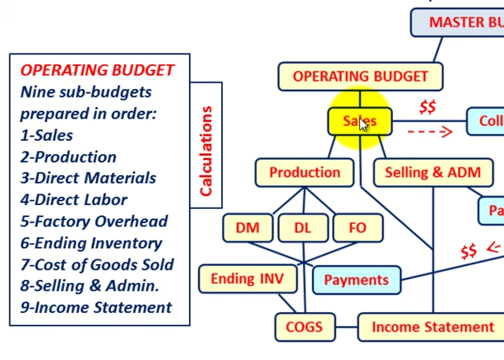 MASTER BU
OPERATING BUDGET
Nine sub-budgets
prepared in order:
1-Sales
2-Production
3-Direct Materials
4-Direct Labor
5-Factory Overhead
6-Ending Inventory
7-Cost of Goods Sold
8-Selling & Admin.
9-Income Statement
Calculations
OPERATING BUDGET
Sales
$$
Coll
Production
Selling & ADM
Pa
DM
DL
FO
$$
Ending INV
Payments
COGS
Income Statement